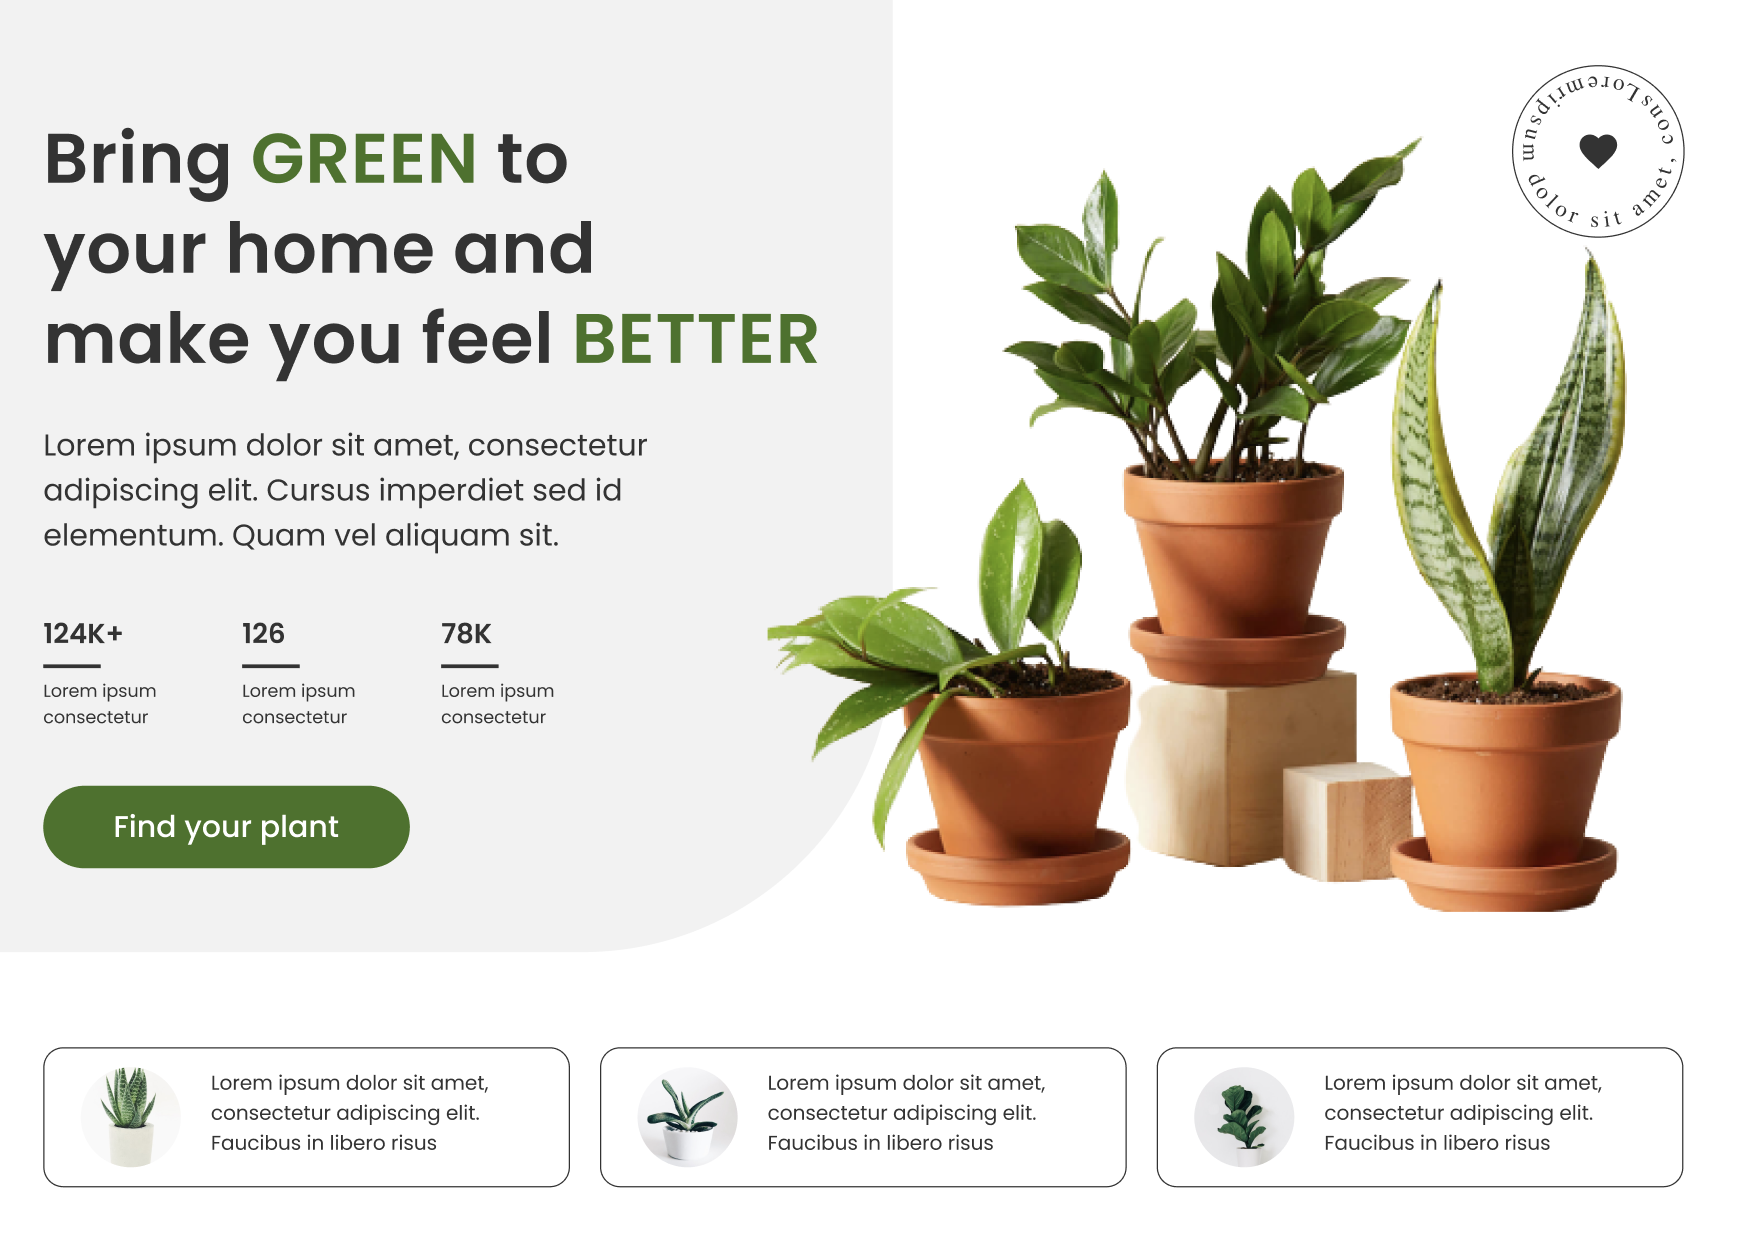 Bring GREEN to
your home and
make you feel BETTER
Lorem ipsum dolor sit amet, consectetur
adipiscing elit. Cursus imperdiet sed id
elementum. Quam vel aliquam sit.
124K+
Lorem ipsum
consectetur
126
Lorem ipsum
consectetur
78K
Lorem ipsum
consectetur
Find your plant
Loremripsum dolor sit amet, cons
Lorem ipsum dolor sit amet,
consectetur adipiscing elit.
Faucibus in libero risus
Lorem ipsum dolor sit amet,
consectetur adipiscing elit.
Faucibus in libero risus
Lorem ipsum dolor sit amet,
consectetur adipiscing elit.
Faucibus in libero risus